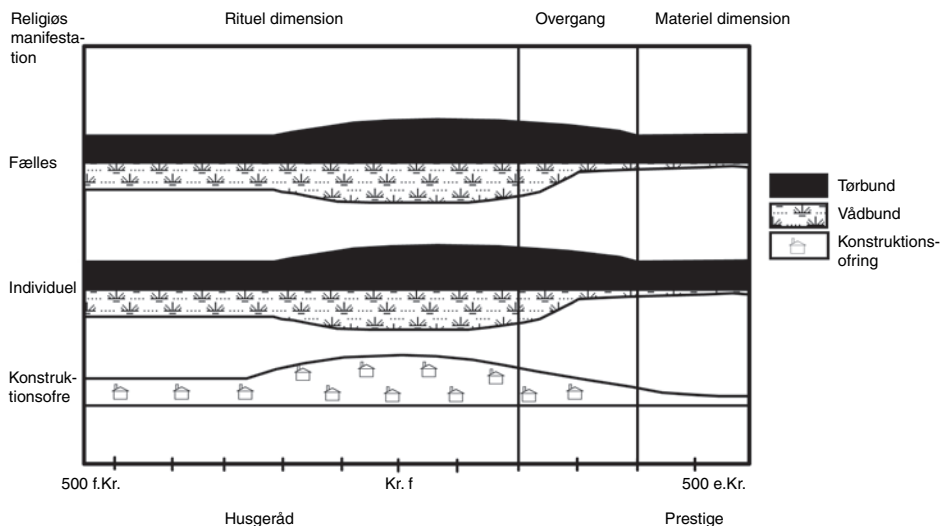 Religiøs
manifesta-
tion
Rituel dimension
Overgang
Materiel dimension
Fælles
Individuel
Konstruk-
tionsofre
Tørbund
Vådbund
Konstruktions-
ofring
500 f.Kr.
Kr. f
500 e.Kr.
Husgeråd
Prestige